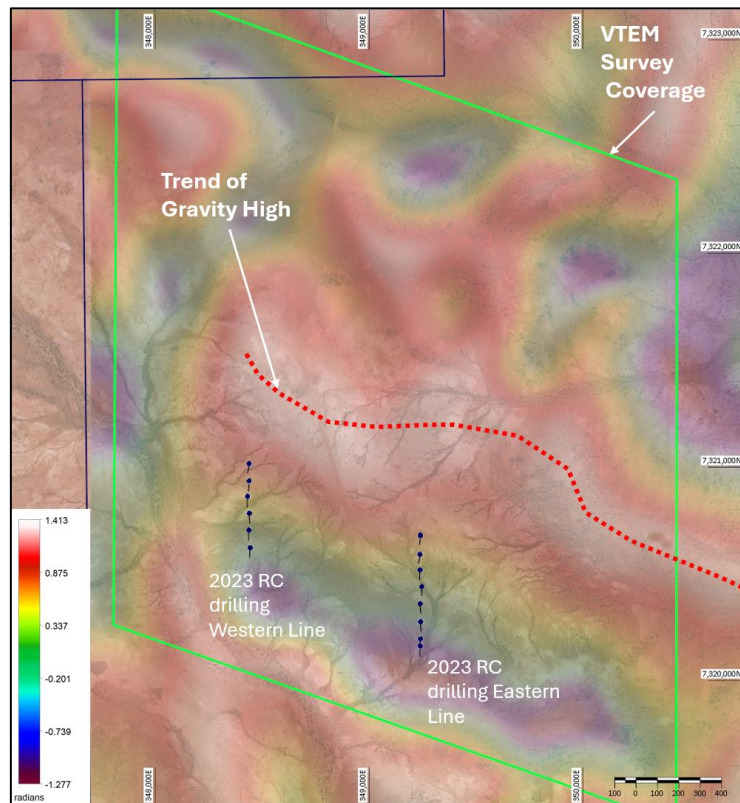 348,000E
349,000E
350,000E
7,323,000N
VTEM
Survey
Coverage
Trend of
Gravity High
7,322,000N
7,321,000N
1.413
0.875
0.337
-0.201
-0.739
-1.277
radians
2023 RC
drilling
Western Line
2023 RC
drilling Eastern
Line
7,320,000N
348,000E
349,000E
350,000E
100 0 100 200 300 400